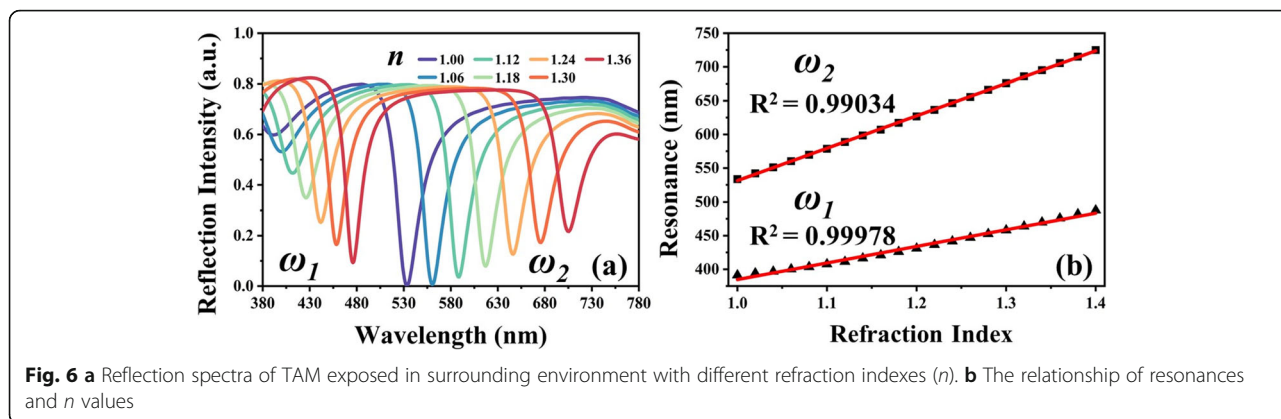 Reflection Intensity (a.u.)
1.0
0.8
0.6
0.4
0.2
0.0
n 1.00 1.12 1.24 1.36
1.06 1.18 1.30
ω1 ω2 (a)
380 430 480 530 580 630 680 730 780
Wavelength (nm)
Resonance (nm)
750
700
650
600
550
500
450
400
ω2
R² = 0.99034
ω1
R² = 0.99978
(b)
1.0 1.1 1.2 1.3 1.4
Refraction Index
Fig. 6 a Reflection spectra of TAM exposed in surrounding environment with different refraction indexes (n). b The relationship of resonances
and n values